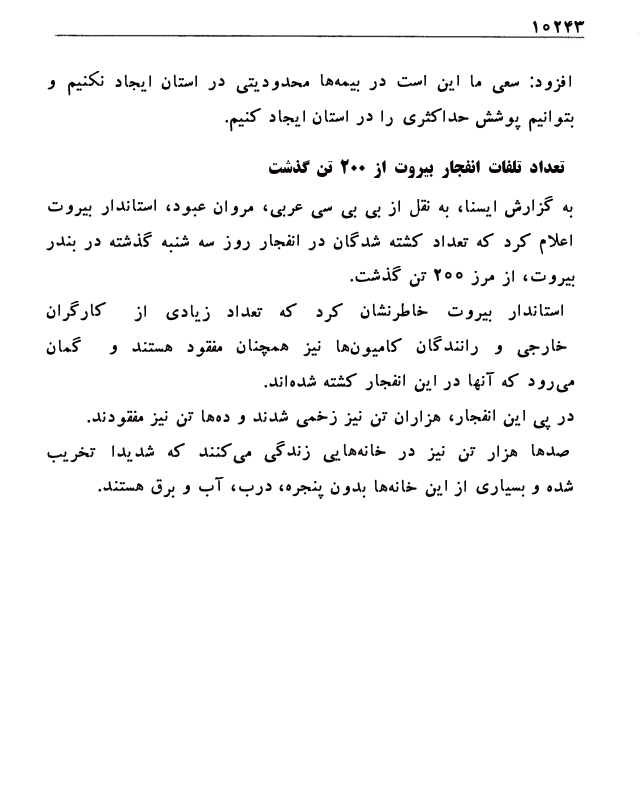 ۱۰۲۴۳
افزود: سعی ما این است در بیمه‌ها محدودیتی در استان ایجاد نکنیم و
بتوانیم پوشش حداکثری را در استان ایجاد کنیم.
تعداد تلفات انفجار بیروت از ۲۰۰ تن گذشت
به گزارش ایسنا، به نقل از بی بی سی عربی، مروان عبود، استاندار بیروت
اعلام کرد که تعداد کشته شدگان در انفجار روز سه شنبه گذشته در بندر
بیروت، از مرز ۲۰۰ تن گذشت.
استاندار بیروت خاطرنشان کرد که تعداد زیادی از کارگران
خارجی و رانندگان کامیون‌ها نیز همچنان مفقود هستند و گمان
می‌رود که آنها در این انفجار کشته شده‌اند.
در پی این انفجار، هزاران تن نیز زخمی شدند و ده‌ها تن نیز مفقودند.
صدها هزار تن نیز در خانه‌هایی زندگی می‌کنند که شدیدا تخریب
شده و بسیاری از این خانه‌ها بدون پنجره، درب، آب و برق هستند.